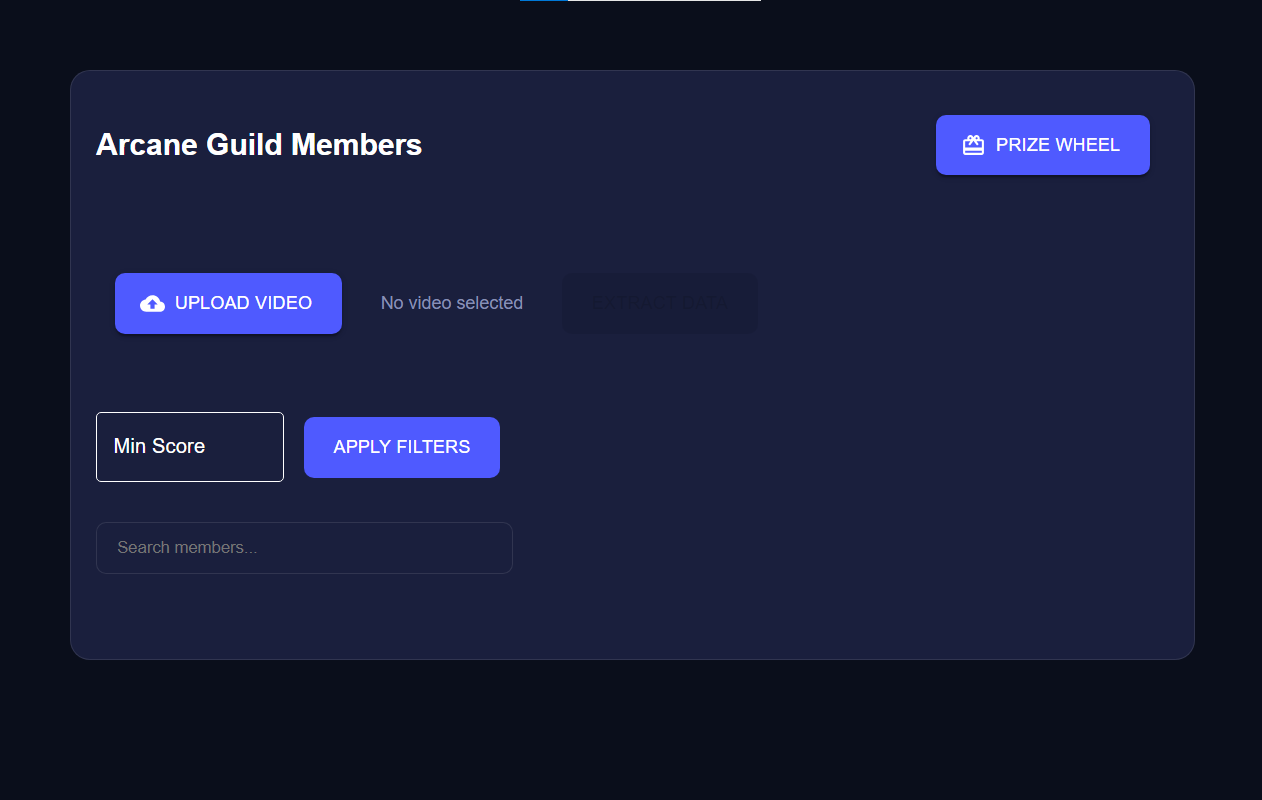 Arcane Guild Members
PRIZE WHEEL
UPLOAD VIDEO
No video selected
EXTRACT DATA
Min Score
APPLY FILTERS
Search members...